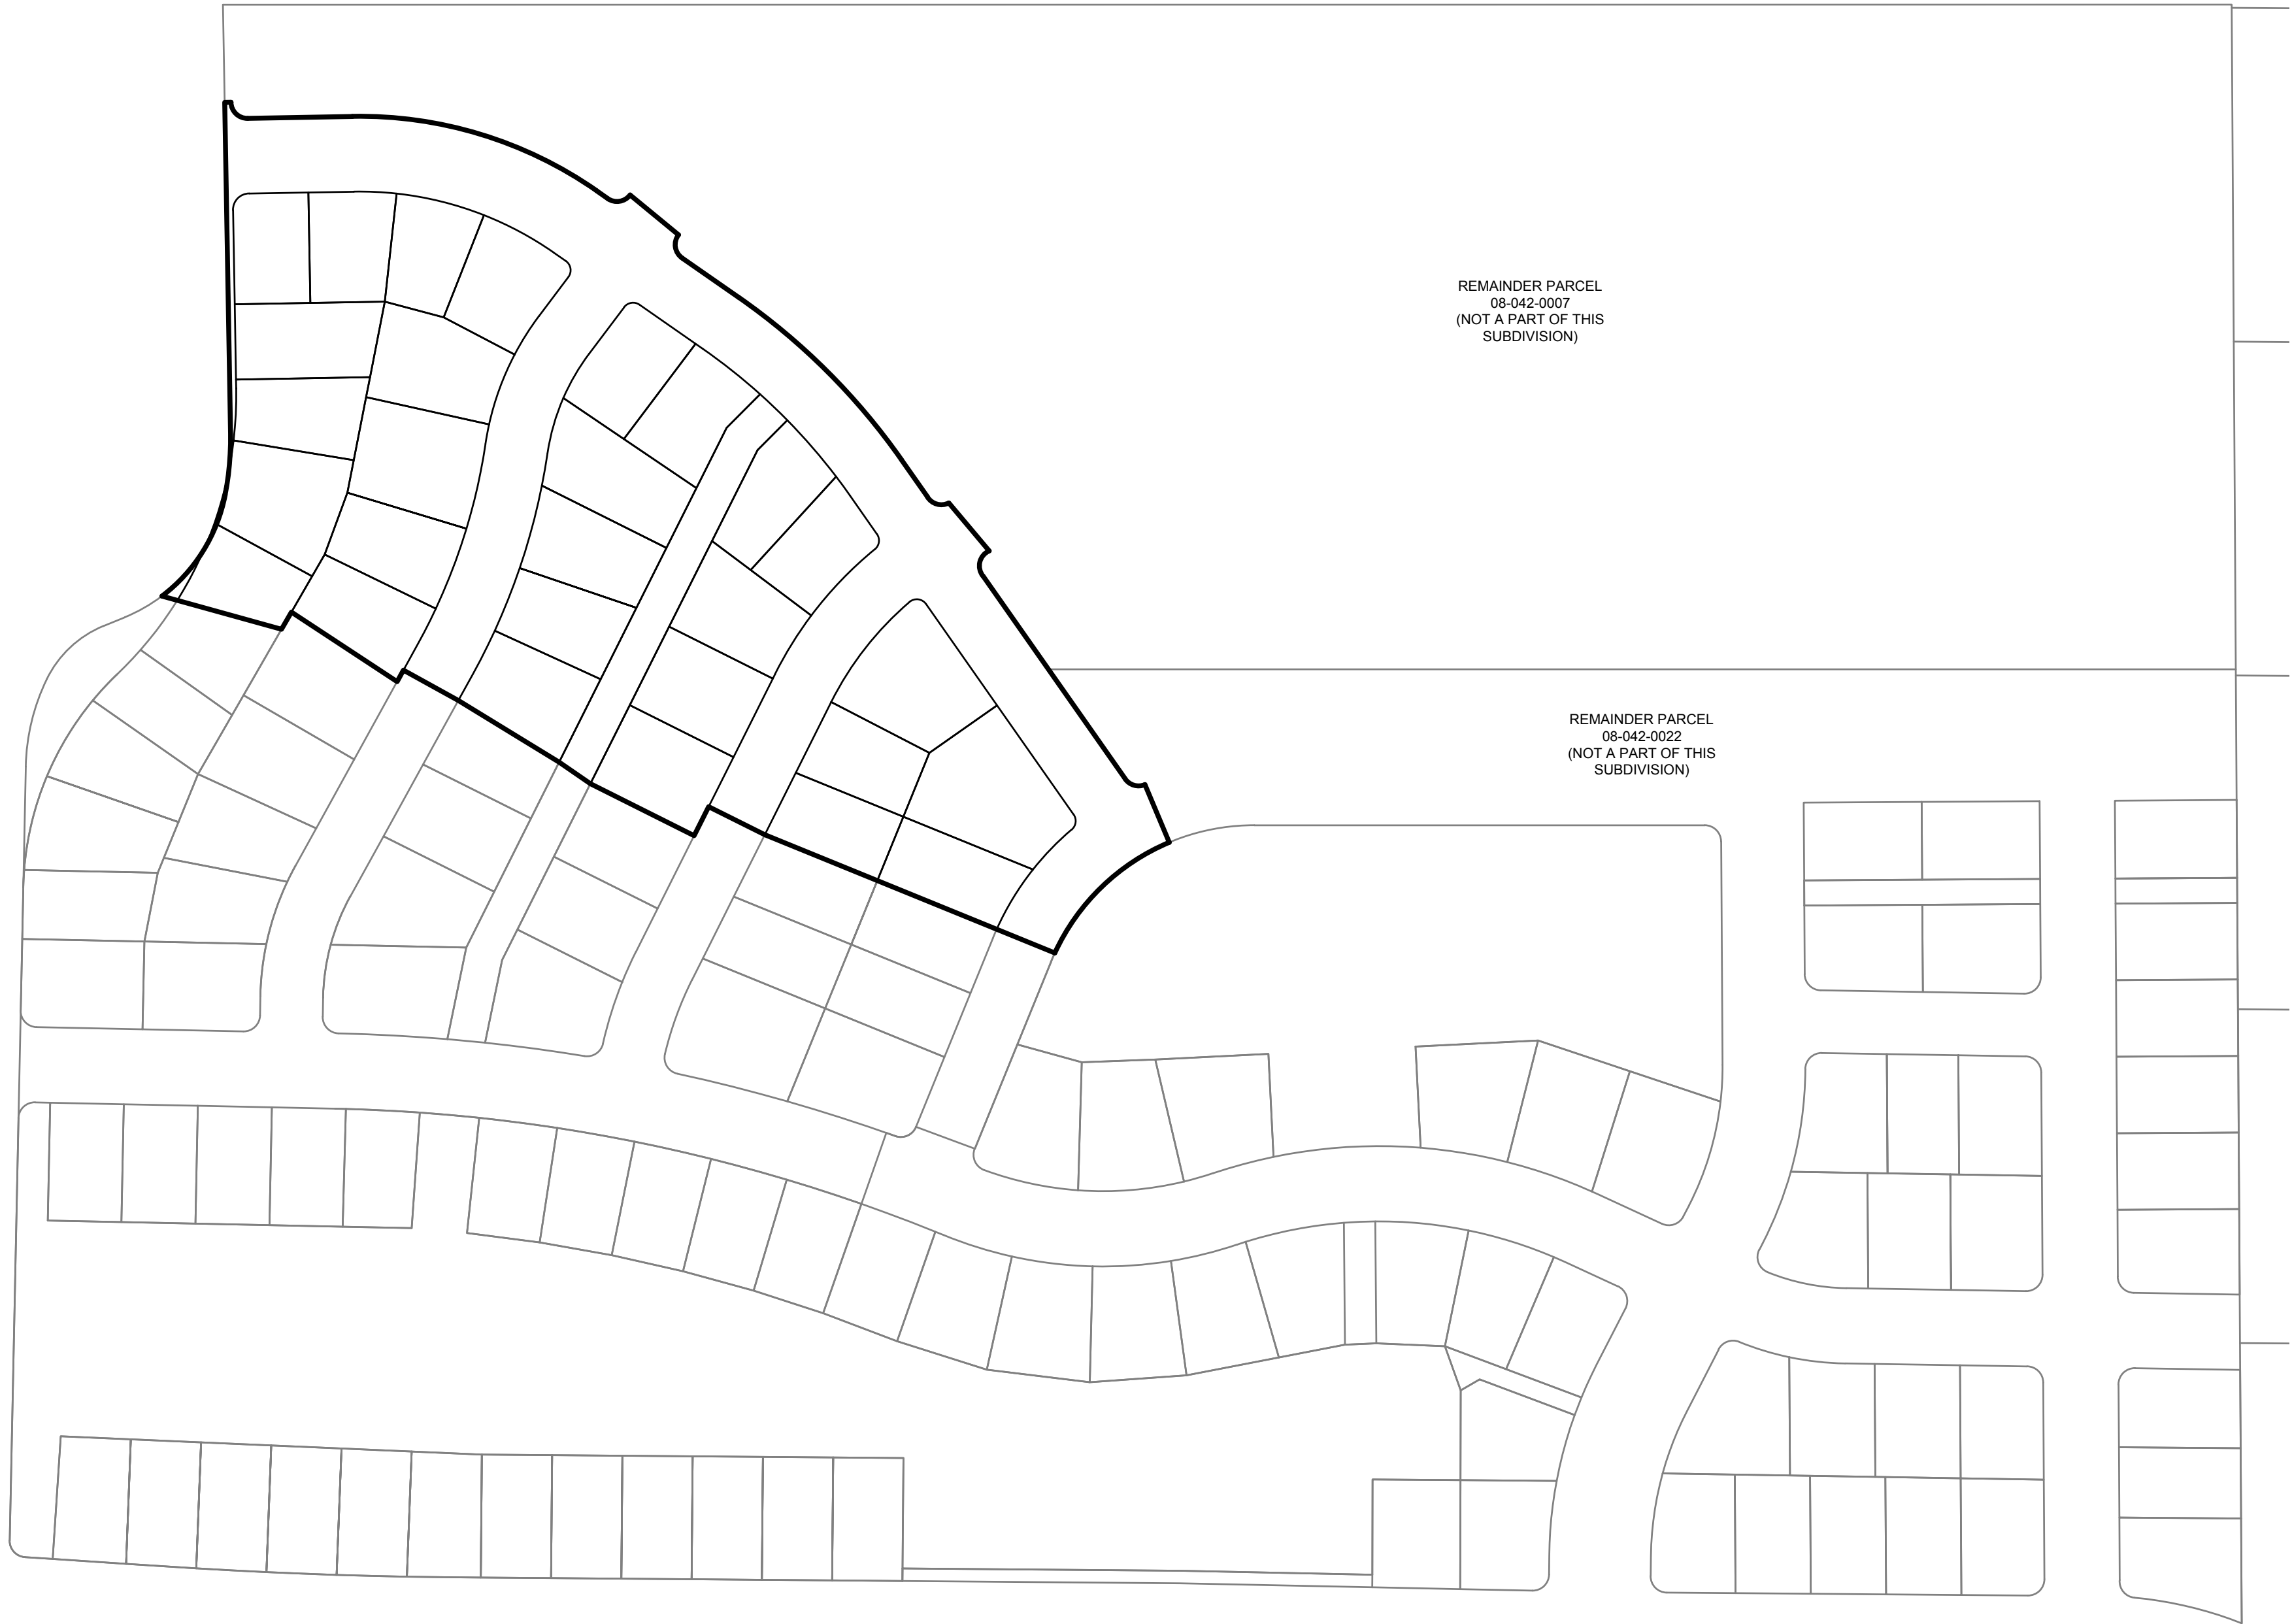 REMAINDER PARCEL
08-042-0007
(NOT A PART OF THIS
SUBDIVISION)
REMAINDER PARCEL
08-042-0022
(NOT A PART OF THIS
SUBDIVISION)